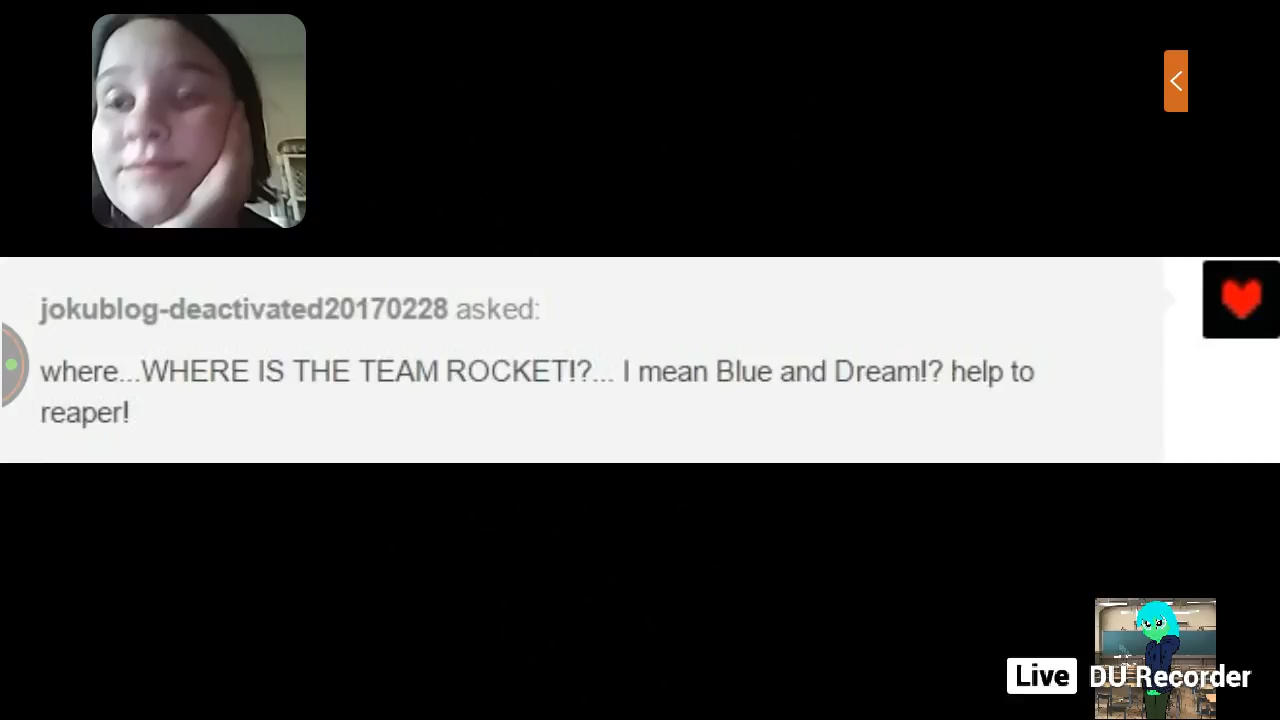 jokublog-deactivated20170228 asked:
where...WHERE IS THE TEAM ROCKET!?... I mean Blue and Dream!? help to
reaper!
Live DU Recorder